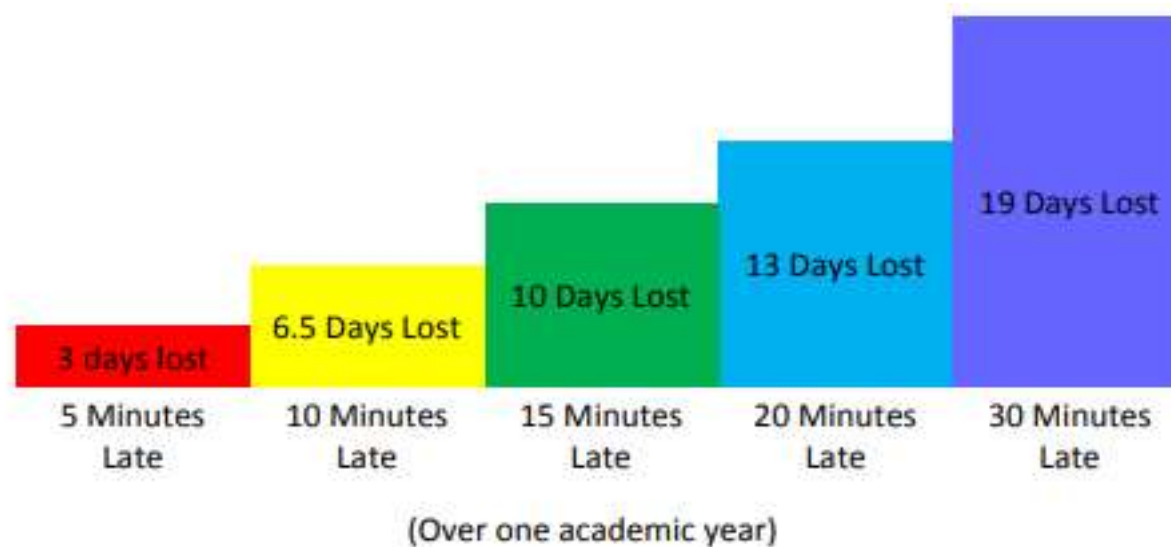 3 days lost
6.5 Days Lost
10 Days Lost
13 Days Lost
19 Days Lost
5 Minutes
Late
10 Minutes
Late
15 Minutes
Late
20 Minutes
Late
30 Minutes
Late
(Over one academic year)